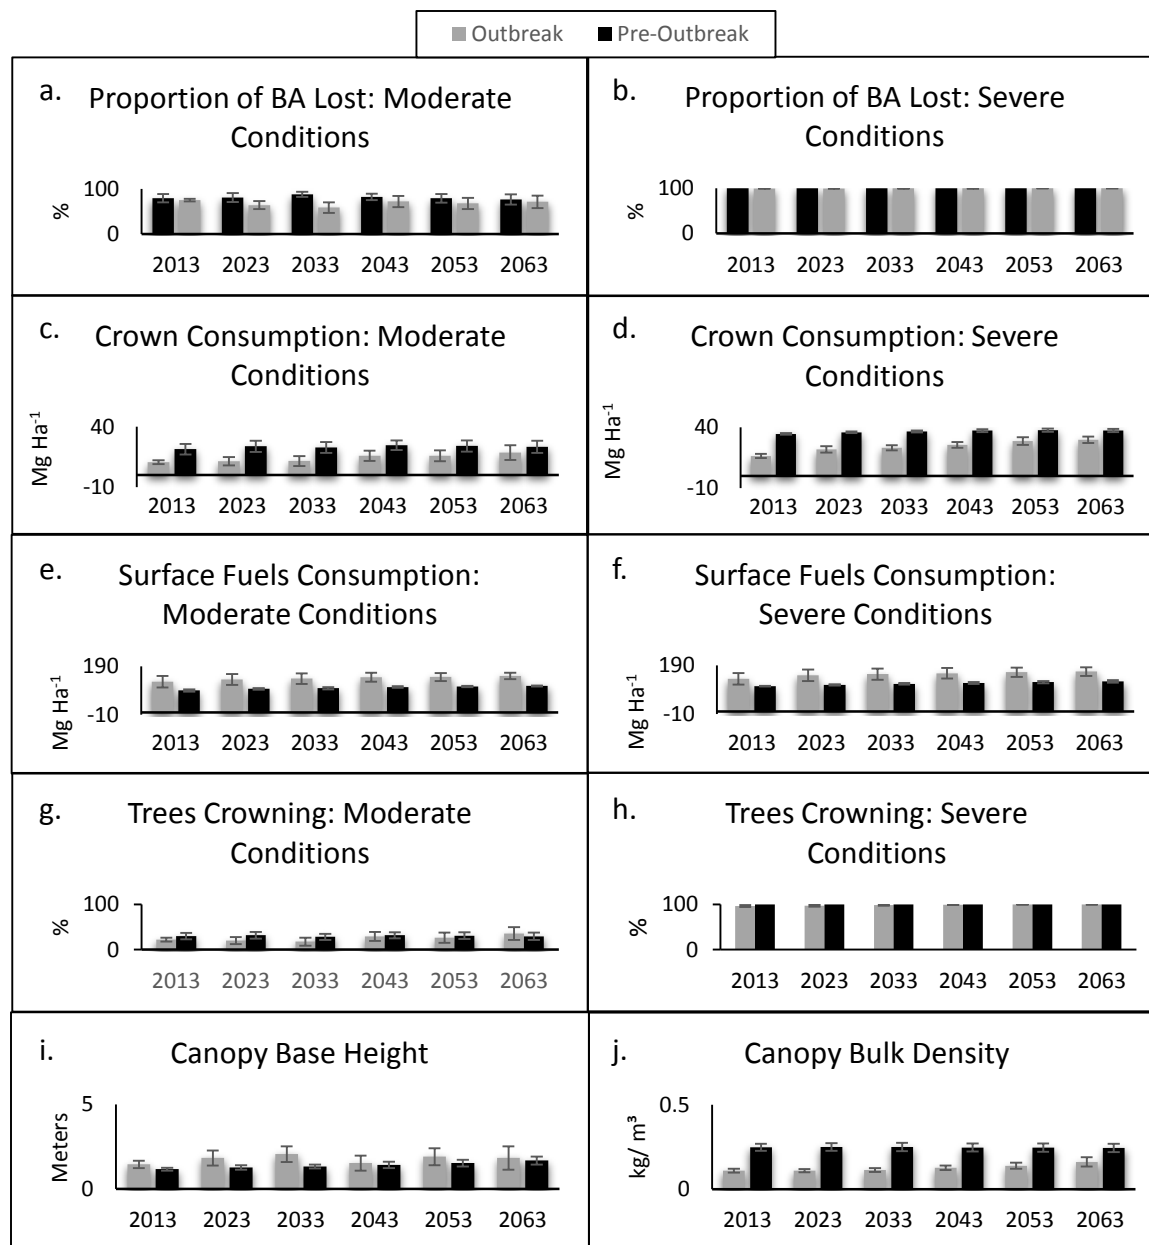 Outbreak Pre-Outbreak
a. Proportion of BA Lost: Moderate
Conditions
100
%
0
2013 2023 2033 2043 2053 2063
b. Proportion of BA Lost: Severe
Conditions
100
%
0
2013 2023 2033 2043 2053 2063
c. Crown Consumption: Moderate
Conditions
40
Mg Ha⁻¹
-10
2013 2023 2033 2043 2053 2063
d. Crown Consumption: Severe
Conditions
40
Mg Ha⁻¹
-10
2013 2023 2033 2043 2053 2063
e. Surface Fuels Consumption:
Moderate Conditions
190
Mg Ha⁻¹
-10
2013 2023 2033 2043 2053 2063
f. Surface Fuels Consumption:
Severe Conditions
190
Mg Ha⁻¹
-10
2013 2023 2033 2043 2053 2063
g. Trees Crowning: Moderate
Conditions
100
%
0
2013 2023 2033 2043 2053 2063
h. Trees Crowning: Severe
Conditions
100
%
0
2013 2023 2033 2043 2053 2063
i. Canopy Base Height
5
Meters
0
2013 2023 2033 2043 2053 2063
j. Canopy Bulk Density
0.5
kg/ m³
0
2013 2023 2033 2043 2053 2063